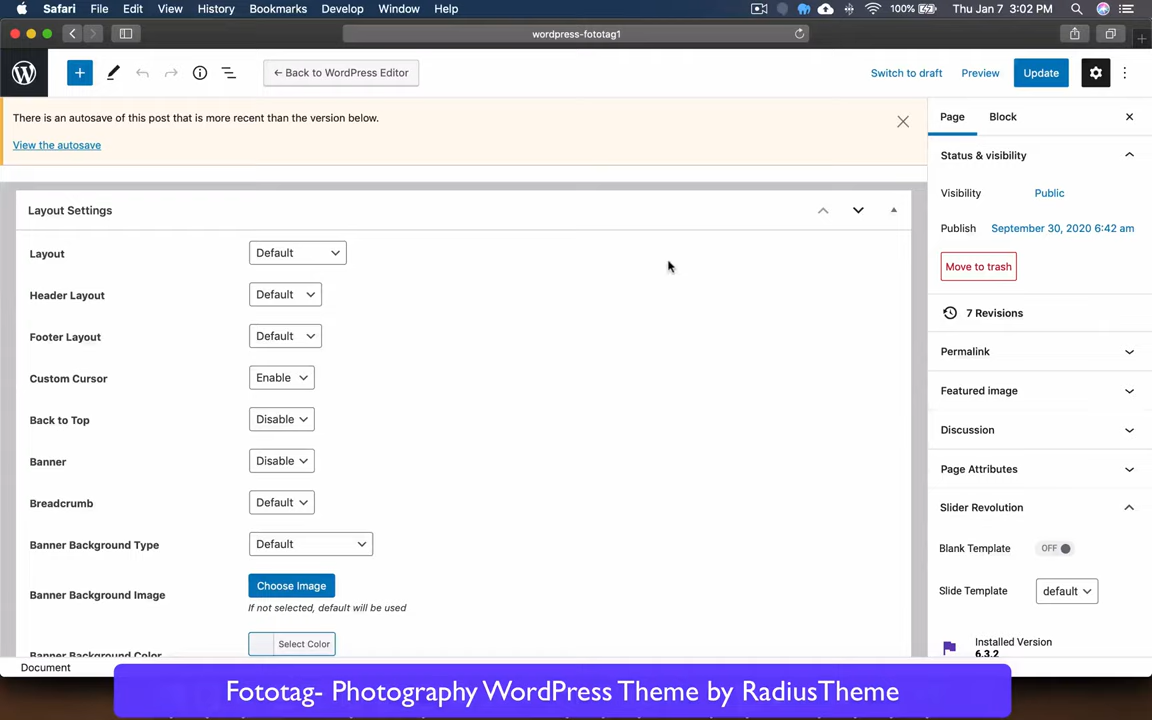 Safari File Edit View History Bookmarks Develop Window Help 100% Thu Jan 7 3:02 PM
wordpress-fototag1
← Back to WordPress Editor Switch to draft Preview Update
There is an autosave of this post that is more recent than the version below.
View the autosave
Page Block
Status & visibility
Visibility Public
Publish September 30, 2020 6:42 am
Move to trash
7 Revisions
Permalink
Featured image
Discussion
Page Attributes
Slider Revolution
Blank Template OFF
Slide Template default
Installed Version
6.3.2
Layout Settings
Layout Default
Header Layout Default
Footer Layout Default
Custom Cursor Enable
Back to Top Disable
Banner Disable
Breadcrumb Default
Banner Background Type Default
Banner Background Image Choose Image
If not selected, default will be used
Banner Background Color Select Color
Document
Fototag- Photography WordPress Theme by RadiusTheme